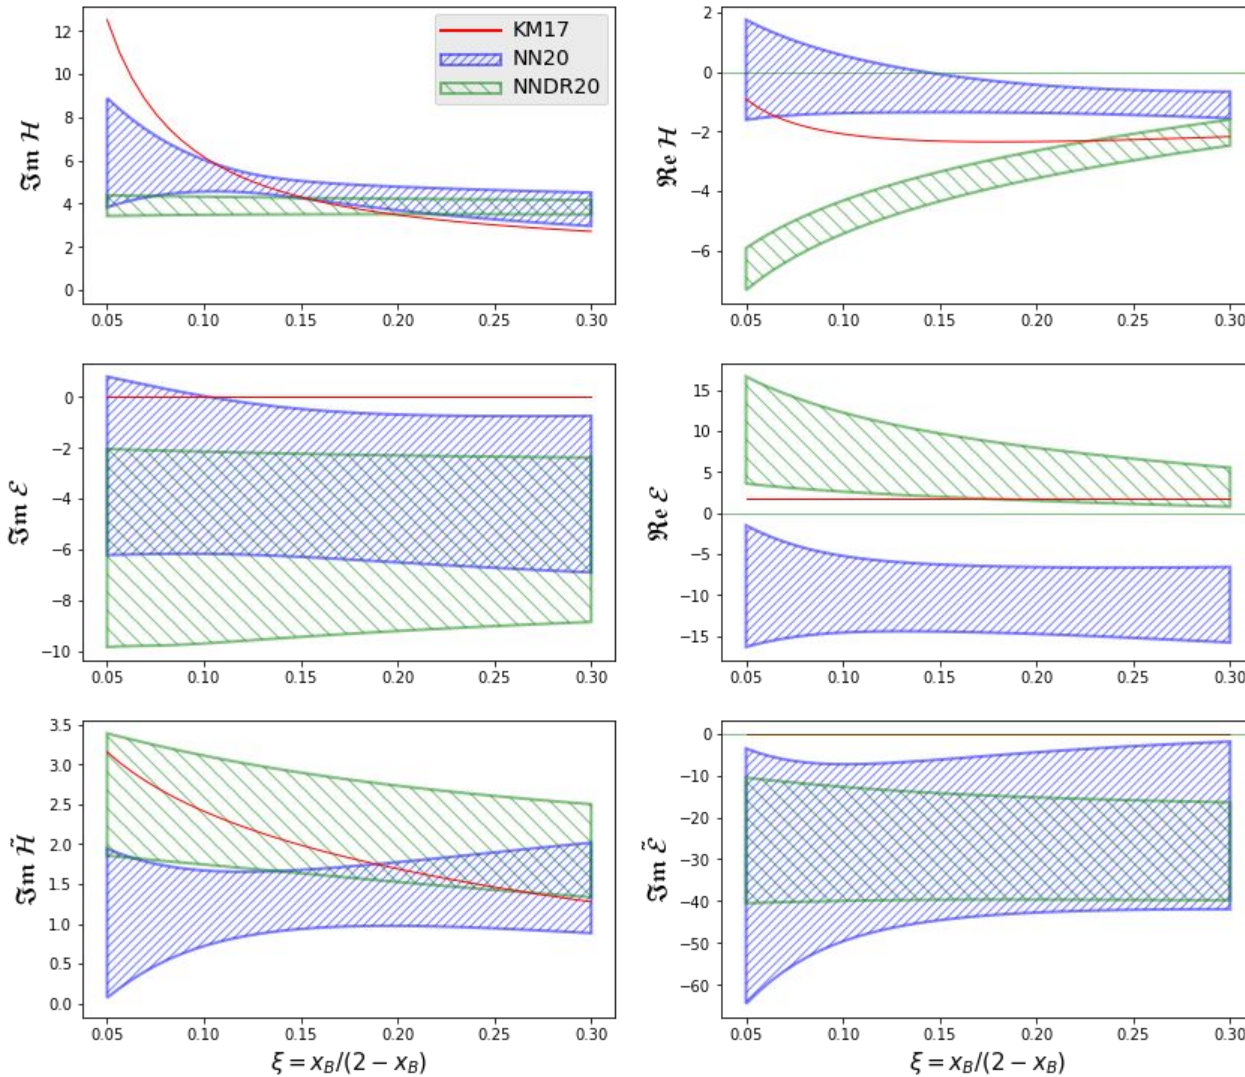 KM17
NN20
NNDR20
ℑm ℋ
12
10
8
6
4
2
0
0.05 0.10 0.15 0.20 0.25 0.30
ℜe ℋ
2
0
−2
−4
−6
0.05 0.10 0.15 0.20 0.25 0.30
ℑm ℰ
0
−2
−4
−6
−8
−10
0.05 0.10 0.15 0.20 0.25 0.30
ℜe ℰ
15
10
5
0
−5
−10
−15
0.05 0.10 0.15 0.20 0.25 0.30
ℑm ℋ̃
3.5
3.0
2.5
2.0
1.5
1.0
0.5
0.0
0.05 0.10 0.15 0.20 0.25 0.30
ξ = x_B/(2 − x_B)
ℑm ℰ̃
0
−10
−20
−30
−40
−50
−60
0.05 0.10 0.15 0.20 0.25 0.30
ξ = x_B/(2 − x_B)